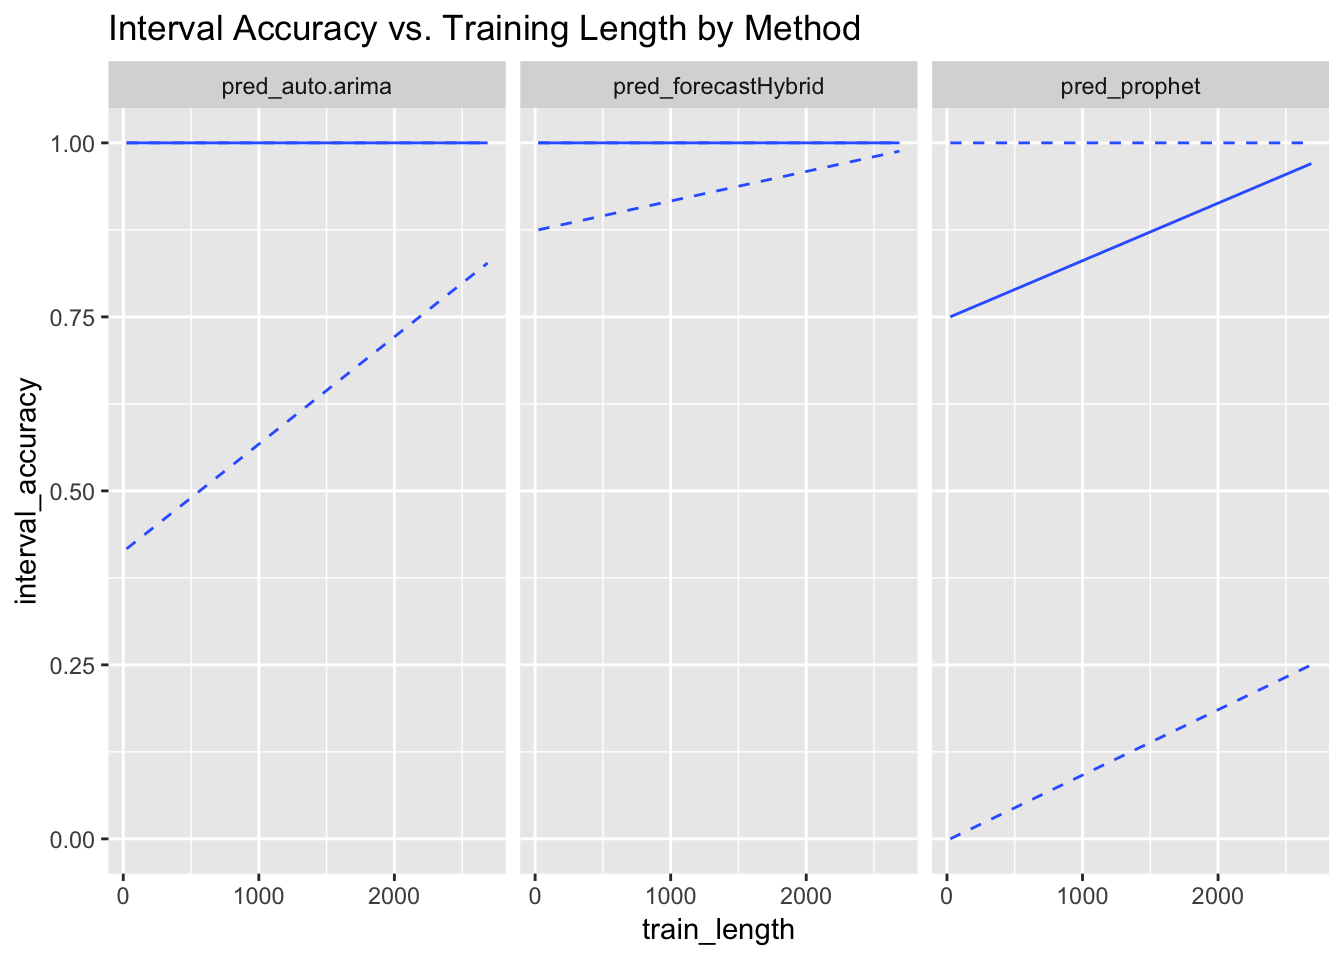 Interval Accuracy vs. Training Length by Method
pred_auto.arima
pred_forecastHybrid
pred_prophet
interval_accuracy
1.00
0.75
0.50
0.25
0.00
0 1000 2000
0 1000 2000
0 1000 2000
train_length